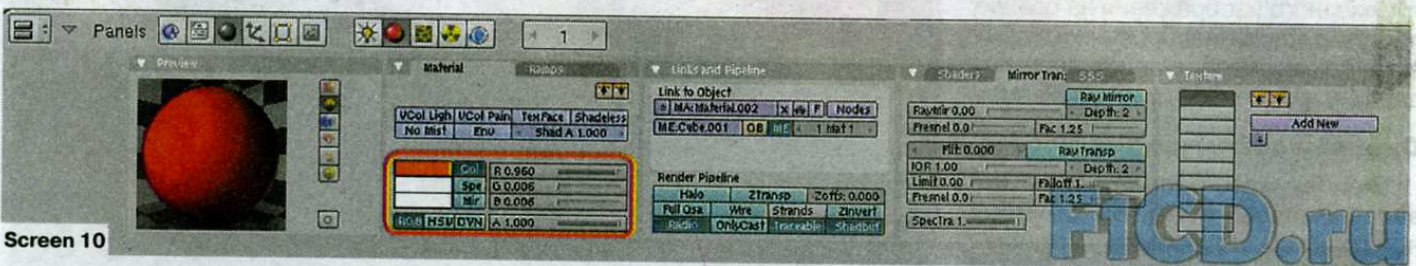 Panels
1
Preview
Material
Ramps
VCol Ligh
VCol Pain
TexFace
Shadeless
No Mist
Env
Shad A 1.000
Col
R 0.960
Spe
G 0.006
Mir
B 0.006
RGB
HSV
DYN
A 1.000
Links and Pipeline
Link to Object
MA:Material.002
X
F
Nodes
ME:Cube.001
OB
ME
1 Mat 1
Render Pipeline
Halo
ZTransp
Zoffs: 0.000
Full Osa
Wire
Strands
ZInvert
Radio
OnlyCast
Traceable
Shadbuf
Shaders
Mirror Tran:
SSS
Ray Mirror
RayMir 0.00
Depth: 2
Fresnel 0.0
Fac 1.25
Filt: 0.000
Ray Transp
IOR 1.00
Depth: 2
Limit 0.00
Falloff 1.
Fresnel 0.0
Fac 1.25
SpecTra 1.
Texture
Add New
Screen 10
F1CD.ru